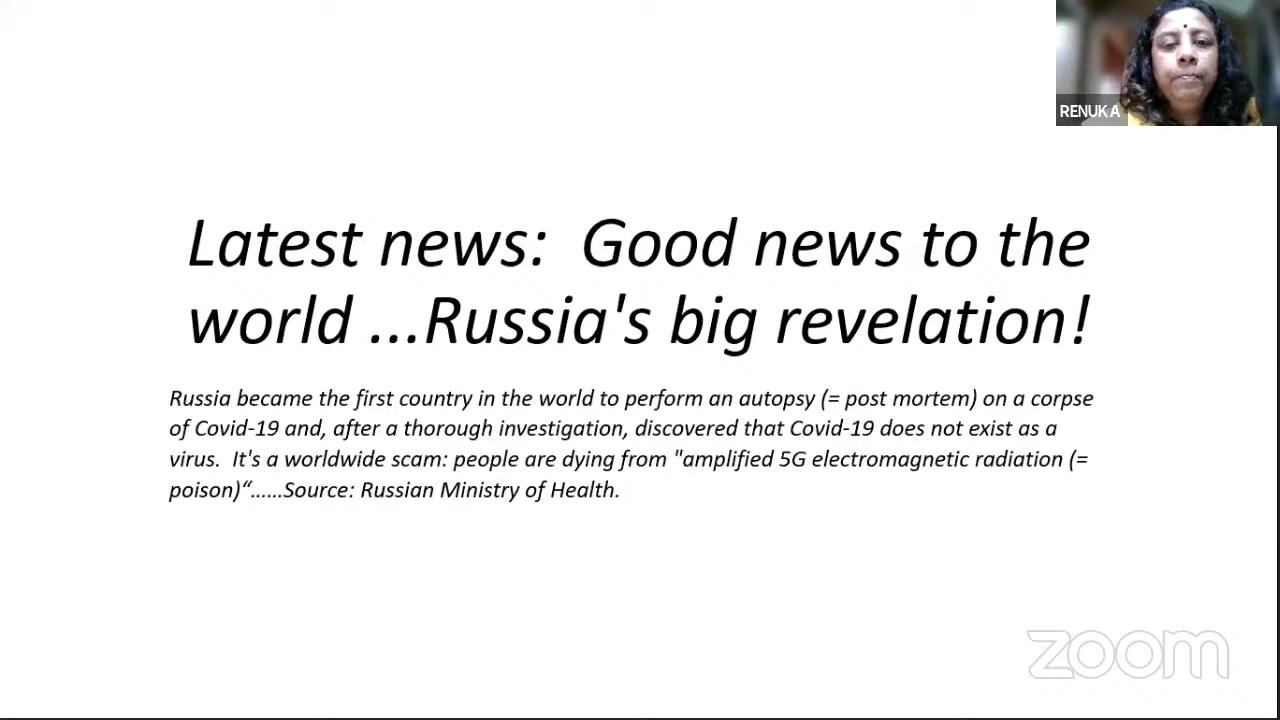 RENUKA
Latest news:  Good news to the
world ...Russia's big revelation!
Russia became the first country in the world to perform an autopsy (= post mortem) on a corpse
of Covid-19 and, after a thorough investigation, discovered that Covid-19 does not exist as a
virus.  It's a worldwide scam: people are dying from "amplified 5G electromagnetic radiation (=
poison)“......Source: Russian Ministry of Health.
zoom